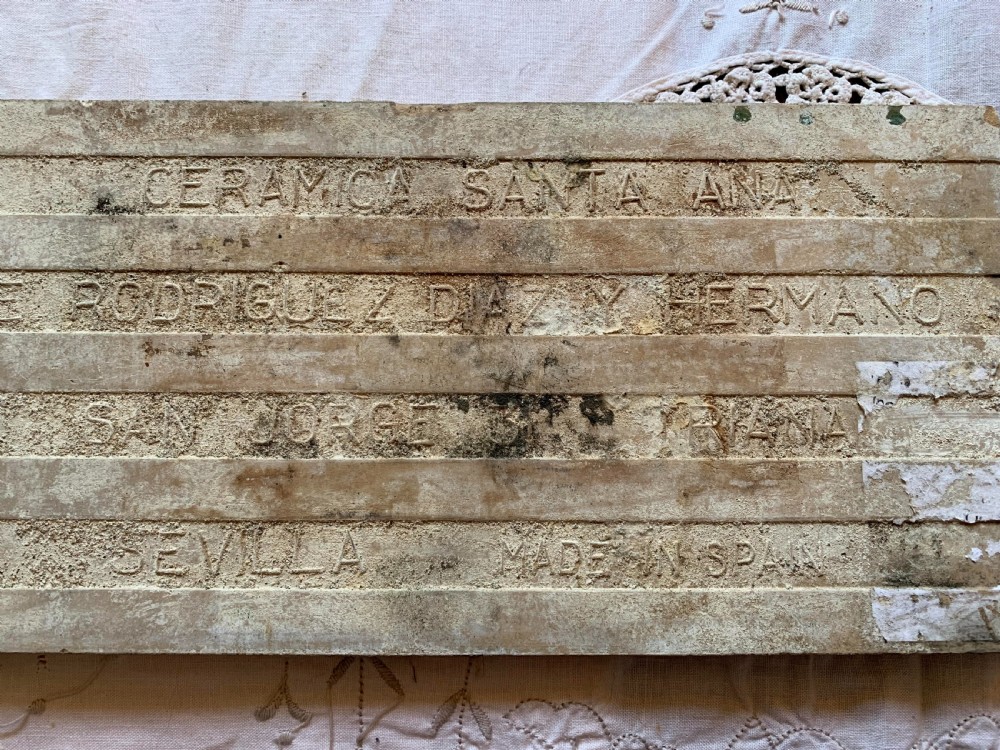 CERAMICA SANTA ANA
E RODRIGUEZ DIAZ Y HERMANO
SAN JORGE TRIANA
SEVILLA MADE IN SPAIN